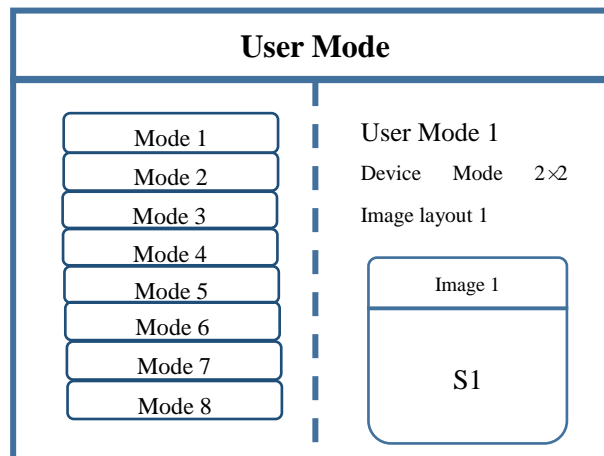 User Mode
Mode 1
Mode 2
Mode 3
Mode 4
Mode 5
Mode 6
Mode 7
Mode 8
User Mode 1
Device Mode 2×2
Image layout 1
Image 1
S1